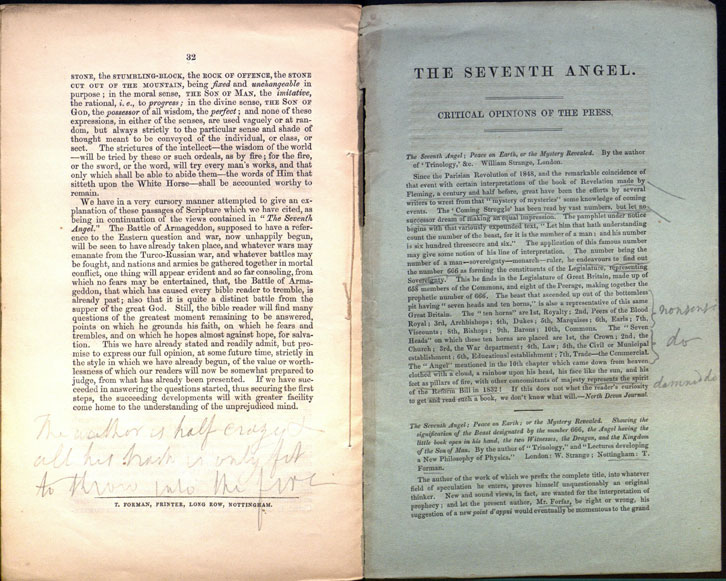 32
STONE, the STUMBLING-BLOCK, the ROCK OF OFFENCE, the STONE
CUT OUT OF THE MOUNTAIN, being fixed and unchangeable in
purpose; in the moral sense, THE SON OF MAN, the imitative,
the rational, i. e., to progress; in the divine sense, THE SON OF
GOD, the possessor of all wisdom, the perfect; and none of these
expressions, in either of the senses, are used vaguely or at ran-
dom, but always strictly to the particular sense and shade of
thought meant to be conveyed of the individual, or class, or
sect. The strictures of the intellect—the wisdom of the world
—will be tried by these or such ordeals, as by fire; for the fire,
or the sword, or the word, will try every man's works, and that
only which shall be able to abide them—the words of Him that
sitteth upon the White Horse—shall be accounted worthy to
remain.
We have in a very cursory manner attempted to give an ex-
planation of these passages of Scripture which we have cited, as
being in continuation of the views contained in "The Seventh
Angel." The Battle of Armageddon, supposed to have a refer-
ence to the Eastern question and war, now unhappily begun,
will be seen to have already taken place, and whatever wars may
emanate from the Turco-Russian war, and whatever battles may
be fought, and nations and armies be gathered together in mortal
conflict, one thing will appear evident and so far consoling, from
which no fears may be entertained, that, the Battle of Arma-
geddon, that which has caused every bible reader to tremble, is
already past; also that it is quite a distinct battle from the
supper of the great God. Still, the bible reader will find many
questions of the greatest moment remaining to be answered,
points on which he grounds his faith, on which he fears and
trembles, and on which he hopes almost against hope, for salva-
tion. This we have already stated and readily admit, but pro-
mise to express our full opinion, at some future time, strictly in
the style in which we have already begun, of the value or worth-
lessness of which our readers will now be somewhat prepared to
judge, from what has already been presented. If we have suc-
ceeded in answering the questions started, thus securing the first
steps, the succeeding developments will with greater facility
come home to the understanding of the unprejudiced mind.
The author is half crazed &
all his trash is only fit
to throw into the fire
T. FORMAN, PRINTER, LONG ROW, NOTTINGHAM.
THE SEVENTH ANGEL.
CRITICAL OPINIONS OF THE PRESS.
The Seventh Angel; Peace on Earth, or the Mystery Revealed. By the author
of 'Trinology,' &c. William Strange, London.
Since the Parisian Revolution of 1848, and the remarkable coincidence of
that event with certain interpretations of the book of Revelation made by
Fleming, a century and half before, great have been the efforts by several
writers to wrest from that "mystery of mysteries" some knowledge of coming
events. The 'Coming Struggle' has been read by vast numbers, but let no
successor dream of making an equal impression. The pamphlet under notice
begins with that variously expounded text, "Let him that hath understanding
count the number of the beast, for it is the number of a man: and his number
is six hundred threescore and six." The application of this famous number
may give some notion of his line of interpretation. The number being the
number of a man—sovereignty—monarch—ruler, he endeavours to find out
the number 666 as forming the constituents of the Legislature, representing
Sovereignty. This he finds in the Legislature of Great Britain, made up of
658 members of the Commons, and eight of the Peerage, making together the
prophetic number of 666. The beast that ascended up out of the bottomless
pit having "seven heads and ten horns," is also a representative of this same
Great Britain. The "ten horns" are 1st, Royalty: 2nd, Peers of the Blood
Royal; 3rd, Archbishops; 4th, Dukes; 5th, Marquises; 6th, Earls; 7th,
Viscounts: 8th, Bishops; 9th, Barons; 10th, Commons. The "Seven
Heads" on which these ten horns are placed are 1st, the Crown; 2nd, the
Church; 3rd, the War department; 4th, Law; 5th, the Civil or Municipal
establishment; 6th, Educational establishment; 7th, Trade—the Commercial.
The "Angel" mentioned in the 10th chapter which came down from heaven
clothed with a cloud, a rainbow upon his head, his face like the sun, and his
feet as pillars of fire, with other concomitants of majesty represents the spirit
of the Reform Bill in 1832! If this does not whet the reader's curiosity
to get and read such a book, we don't know what will.—North Devon Journal.
nonsense
do
The Seventh Angel; Peace on Earth; or the Mystery Revealed. Showing the
signification of the Beast designated by the number 666, the Angel having the
little book open in his hand, the two Witnesses, the Dragon, and the Kingdom
of the Son of Man. By the author of "Trinology," and "Lectures developing
a New Philosophy of Physics." London: W. Strange; Nottingham: T.
Forman.
The author of the work of which we prefix the complete title, into whatever
field of speculation he enters, proves himself unquestionably an original
thinker. New and sound views, in fact, are wanted for the interpretation of
prophecy; and let the present author, Mr. Forfar, be right or wrong, his
suggestion of a new point d'appui would eventually be momentous to the grand